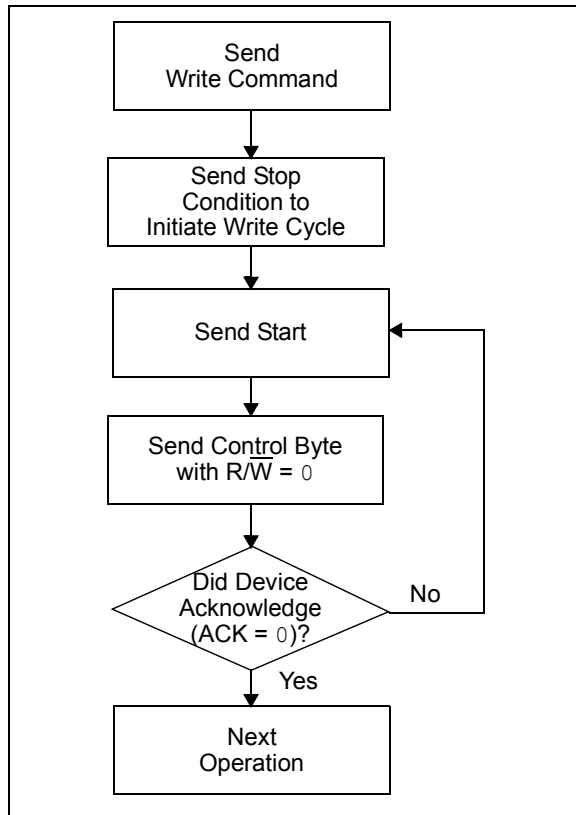 Send
Write Command
Send Stop
Condition to
Initiate Write Cycle
Send Start
Send Control Byte
with R/W̅ = 0
Did Device
Acknowledge
(ACK = 0)?
No
Yes
Next
Operation